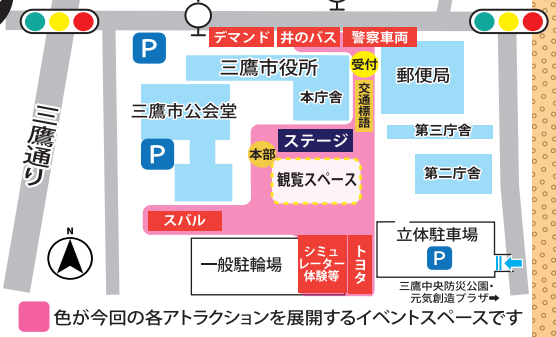 デマンド
井のバス
警察車両
P
三鷹市役所
受付
郵便局
本庁舎
交通標語
三鷹市公会堂
三鷹通り
ステージ
第三庁舎
P
本部
観覧スペース
第二庁舎
スバル
N
立体駐車場
P
一般駐輪場
シミュ
レーター
体験等
トヨタ
三鷹中央防災公園・
元気創造プラザ➡
色が今回の各アトラクションを展開するイベントスペースです